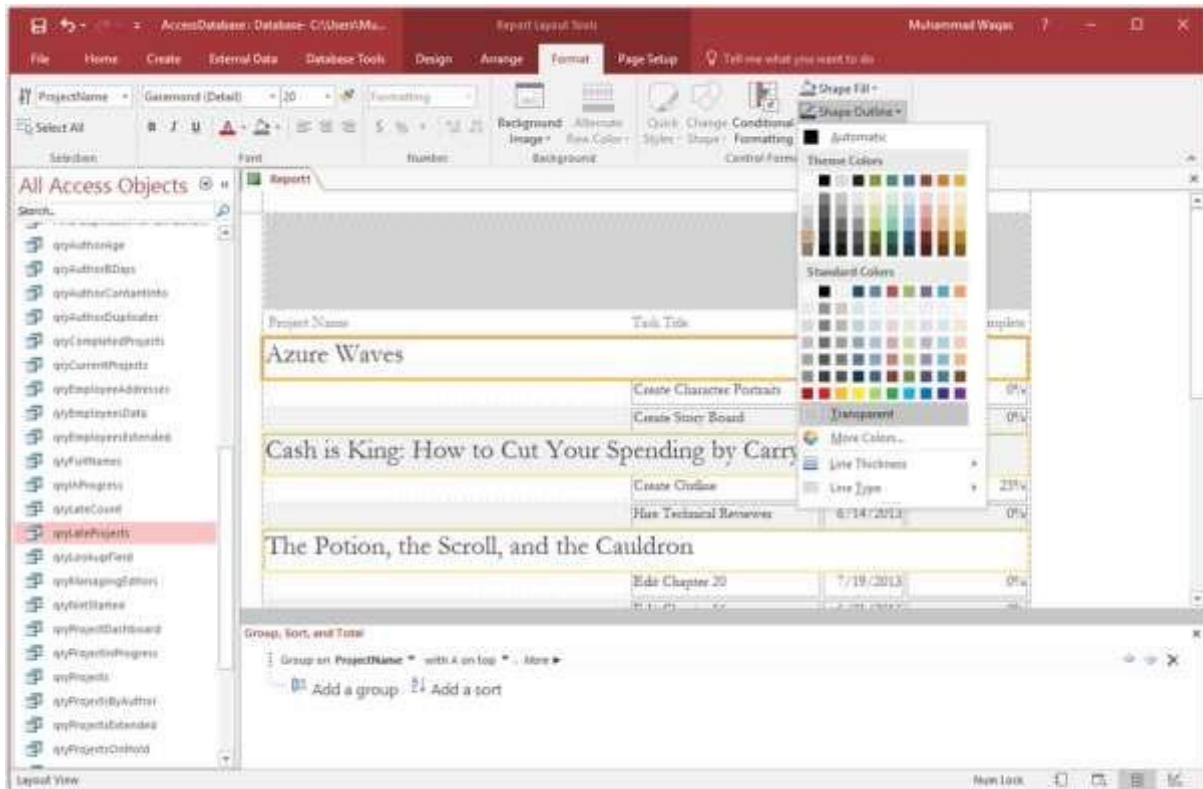 AccessDatabase : Database- C:\Users\Mu...
Report Layout Tools
Muhammad Waqas
?
File
Home
Create
External Data
Database Tools
Design
Arrange
Format
Page Setup
Tell me what you want to do
ProjectName
Garamond (Detail)
20
Formatting
Shape Fill
Select All
B I U
A
$ %
Background Image
Alternate Row Color
Quick Styles
Change Shape
Conditional Formatting
Shape Outline
Selection
Font
Number
Background
Control Forma
Automatic
Theme Colors
Standard Colors
Transparent
More Colors...
Line Thickness
Line Type
All Access Objects
Search..
qryAuthorAge
qryAuthorBDays
qryAuthorContantInfo
qryAuthorDuplicates
qryCompletedProjects
qryCurrentProjects
qryEmployeeAddresses
qryEmployeesData
qryEmployeesExtended
qryFullNames
qryInProgress
qryLateCount
qryLateProjects
qryLookupField
qryManagingEditors
qryNotStarted
qryProjectDashboard
qryProjectInProgress
qryProjects
qryProjectsByAuthor
qryProjectsExtended
qryProjectsOnHold
Report1
Project Name
Task Title
mplete
Azure Waves
Create Character Portraits
0%
Create Story Board
0%
Cash is King: How to Cut Your Spending by Carry
Create Outline
23%
Hire Technical Reviewer
6/14/2013
0%
The Potion, the Scroll, and the Cauldron
Edit Chapter 20
7/19/2013
0%
Group, Sort, and Total
Group on ProjectName with A on top , More
Add a group
Add a sort
Layout View
Num Lock